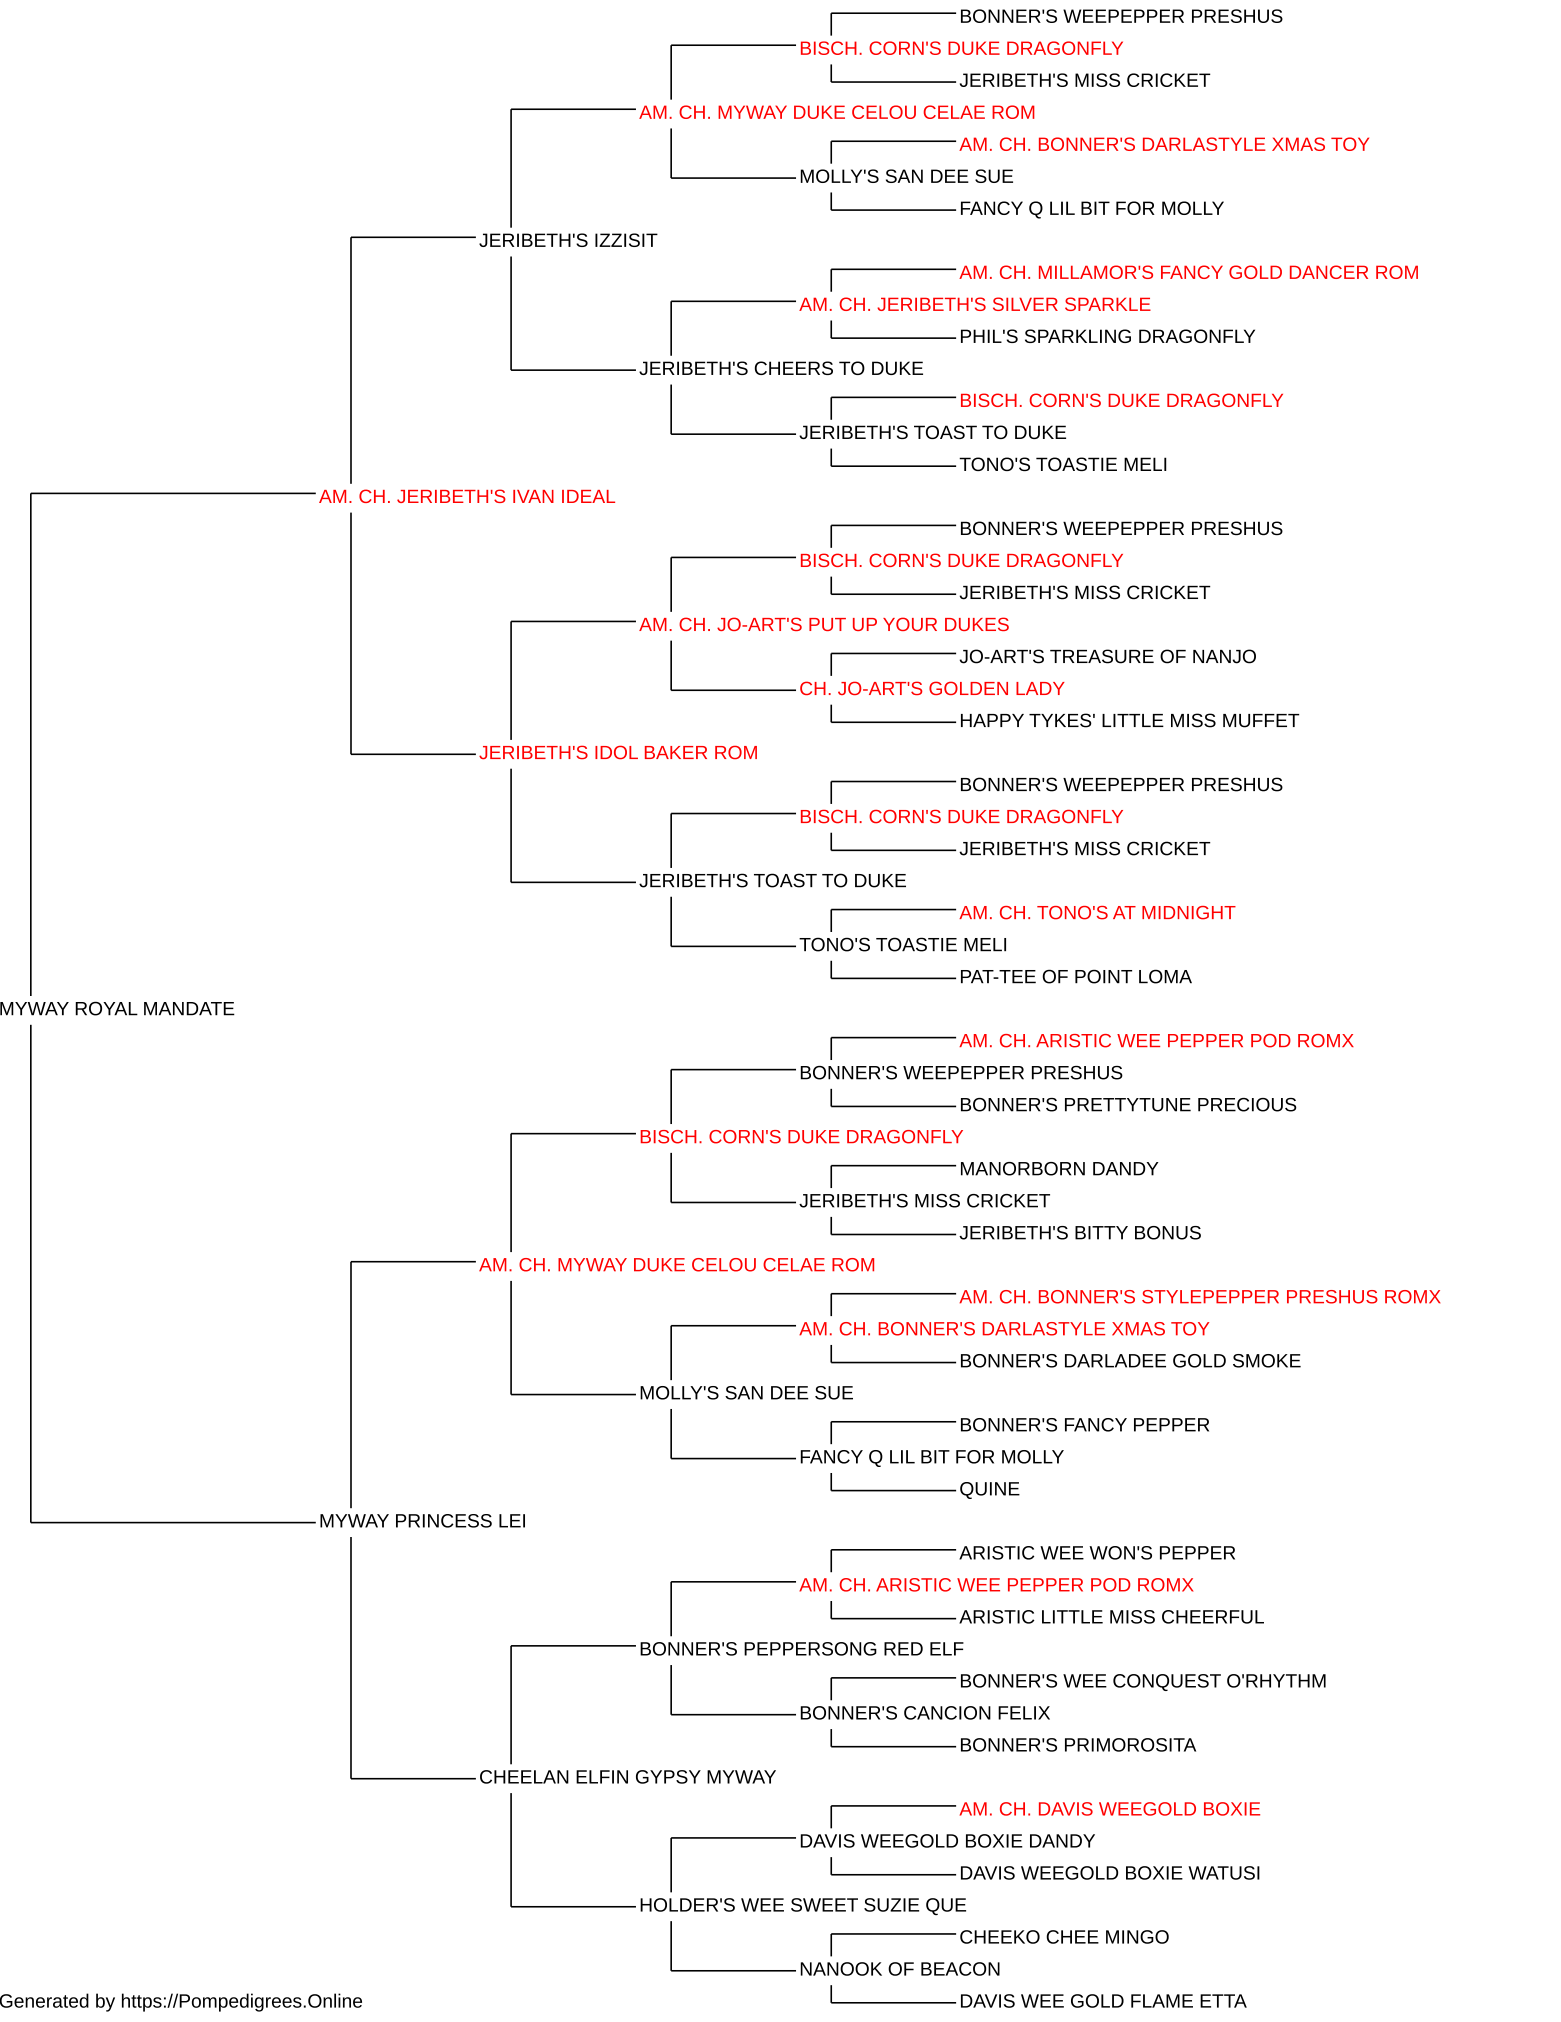 BONNER'S WEEPEPPER PRESHUS
BISCH. CORN'S DUKE DRAGONFLY
JERIBETH'S MISS CRICKET
AM. CH. MYWAY DUKE CELOU CELAE ROM
AM. CH. BONNER'S DARLASTYLE XMAS TOY
MOLLY'S SAN DEE SUE
FANCY Q LIL BIT FOR MOLLY
JERIBETH'S IZZISIT
AM. CH. MILLAMOR'S FANCY GOLD DANCER ROM
AM. CH. JERIBETH'S SILVER SPARKLE
PHIL'S SPARKLING DRAGONFLY
JERIBETH'S CHEERS TO DUKE
BISCH. CORN'S DUKE DRAGONFLY
JERIBETH'S TOAST TO DUKE
TONO'S TOASTIE MELI
AM. CH. JERIBETH'S IVAN IDEAL
BONNER'S WEEPEPPER PRESHUS
BISCH. CORN'S DUKE DRAGONFLY
JERIBETH'S MISS CRICKET
AM. CH. JO-ART'S PUT UP YOUR DUKES
JO-ART'S TREASURE OF NANJO
CH. JO-ART'S GOLDEN LADY
HAPPY TYKES' LITTLE MISS MUFFET
JERIBETH'S IDOL BAKER ROM
BONNER'S WEEPEPPER PRESHUS
BISCH. CORN'S DUKE DRAGONFLY
JERIBETH'S MISS CRICKET
JERIBETH'S TOAST TO DUKE
AM. CH. TONO'S AT MIDNIGHT
TONO'S TOASTIE MELI
PAT-TEE OF POINT LOMA
MYWAY ROYAL MANDATE
AM. CH. ARISTIC WEE PEPPER POD ROMX
BONNER'S WEEPEPPER PRESHUS
BONNER'S PRETTYTUNE PRECIOUS
BISCH. CORN'S DUKE DRAGONFLY
MANORBORN DANDY
JERIBETH'S MISS CRICKET
JERIBETH'S BITTY BONUS
AM. CH. MYWAY DUKE CELOU CELAE ROM
AM. CH. BONNER'S STYLEPEPPER PRESHUS ROMX
AM. CH. BONNER'S DARLASTYLE XMAS TOY
BONNER'S DARLADEE GOLD SMOKE
MOLLY'S SAN DEE SUE
BONNER'S FANCY PEPPER
FANCY Q LIL BIT FOR MOLLY
QUINE
MYWAY PRINCESS LEI
ARISTIC WEE WON'S PEPPER
AM. CH. ARISTIC WEE PEPPER POD ROMX
ARISTIC LITTLE MISS CHEERFUL
BONNER'S PEPPERSONG RED ELF
BONNER'S WEE CONQUEST O'RHYTHM
BONNER'S CANCION FELIX
BONNER'S PRIMOROSITA
CHEELAN ELFIN GYPSY MYWAY
AM. CH. DAVIS WEEGOLD BOXIE
DAVIS WEEGOLD BOXIE DANDY
DAVIS WEEGOLD BOXIE WATUSI
HOLDER'S WEE SWEET SUZIE QUE
CHEEKO CHEE MINGO
NANOOK OF BEACON
DAVIS WEE GOLD FLAME ETTA
Generated by https://Pompedigrees.Online